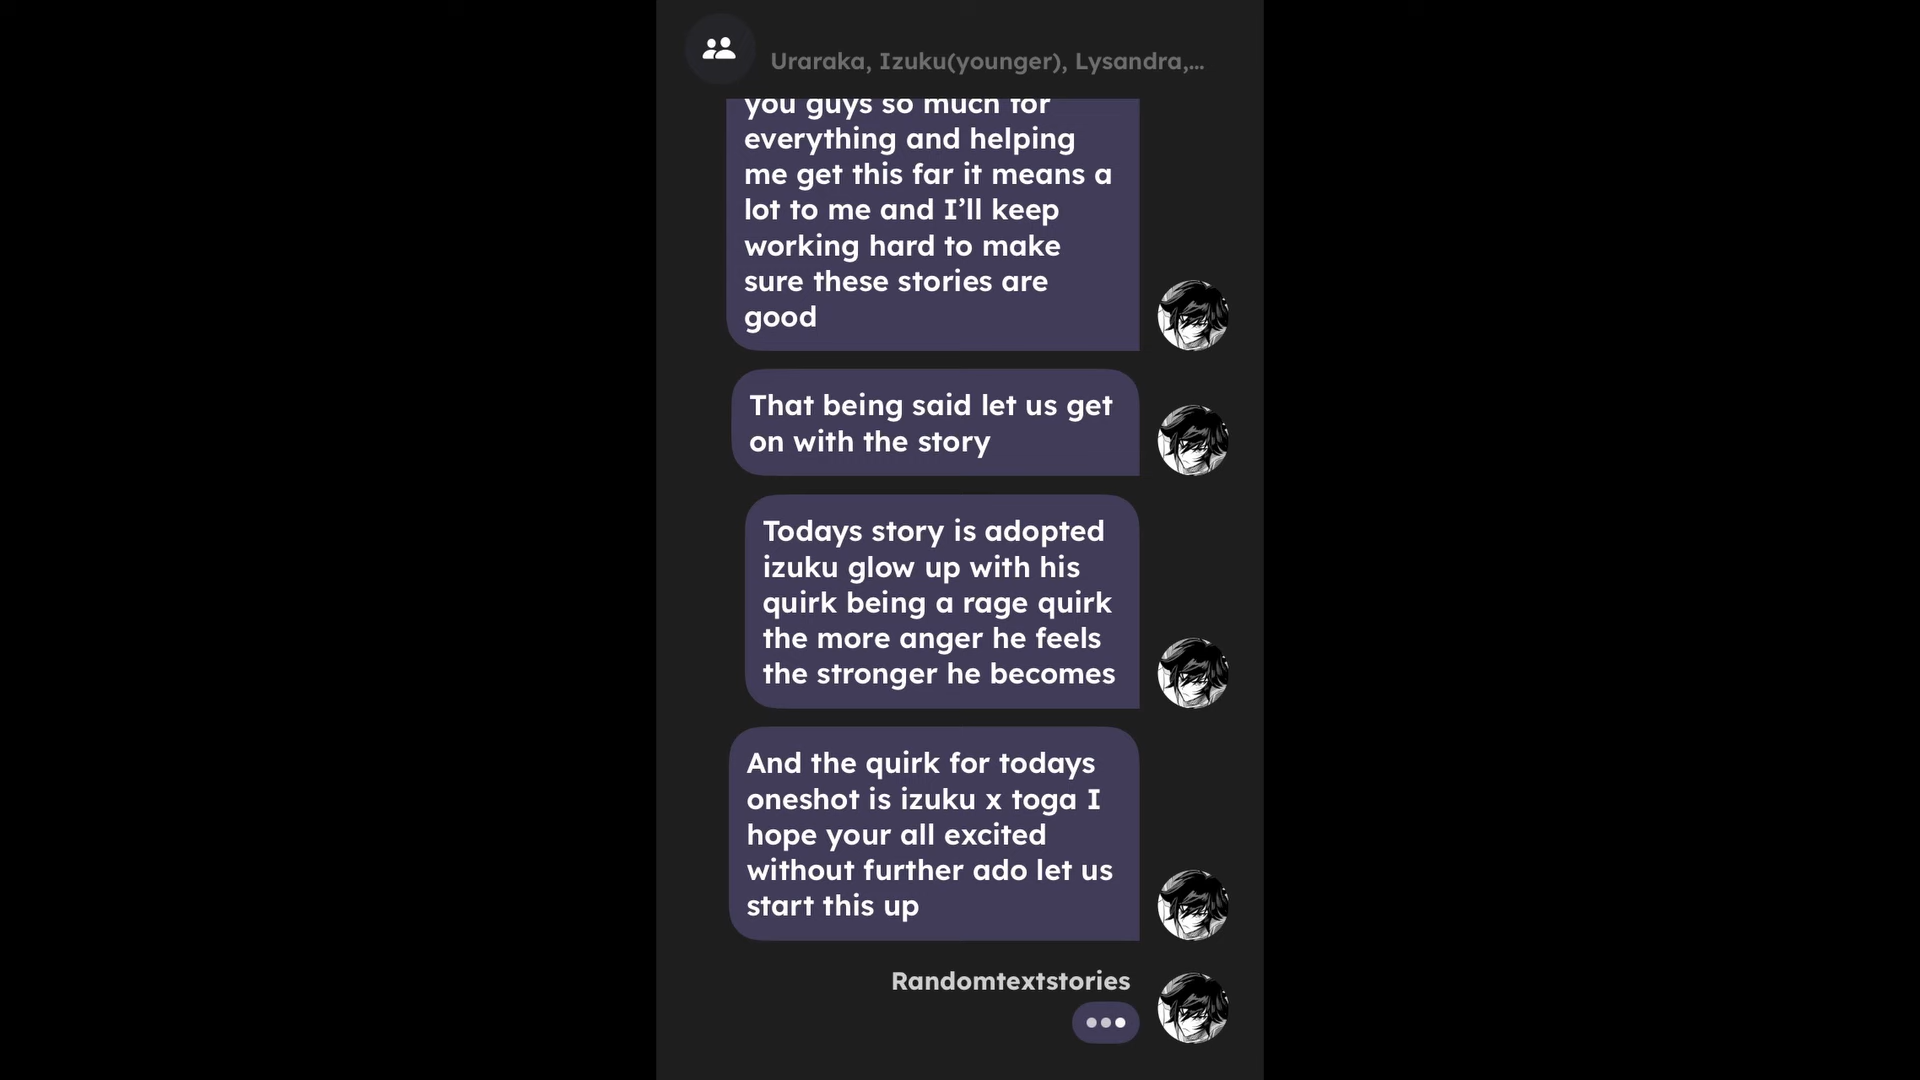 Uraraka, Izuku(younger), Lysandra,...
you guys so much for
everything and helping
me get this far it means a
lot to me and I’ll keep
working hard to make
sure these stories are
good
That being said let us get
on with the story
Todays story is adopted
izuku glow up with his
quirk being a rage quirk
the more anger he feels
the stronger he becomes
And the quirk for todays
oneshot is izuku x toga I
hope your all excited
without further ado let us
start this up
Randomtextstories